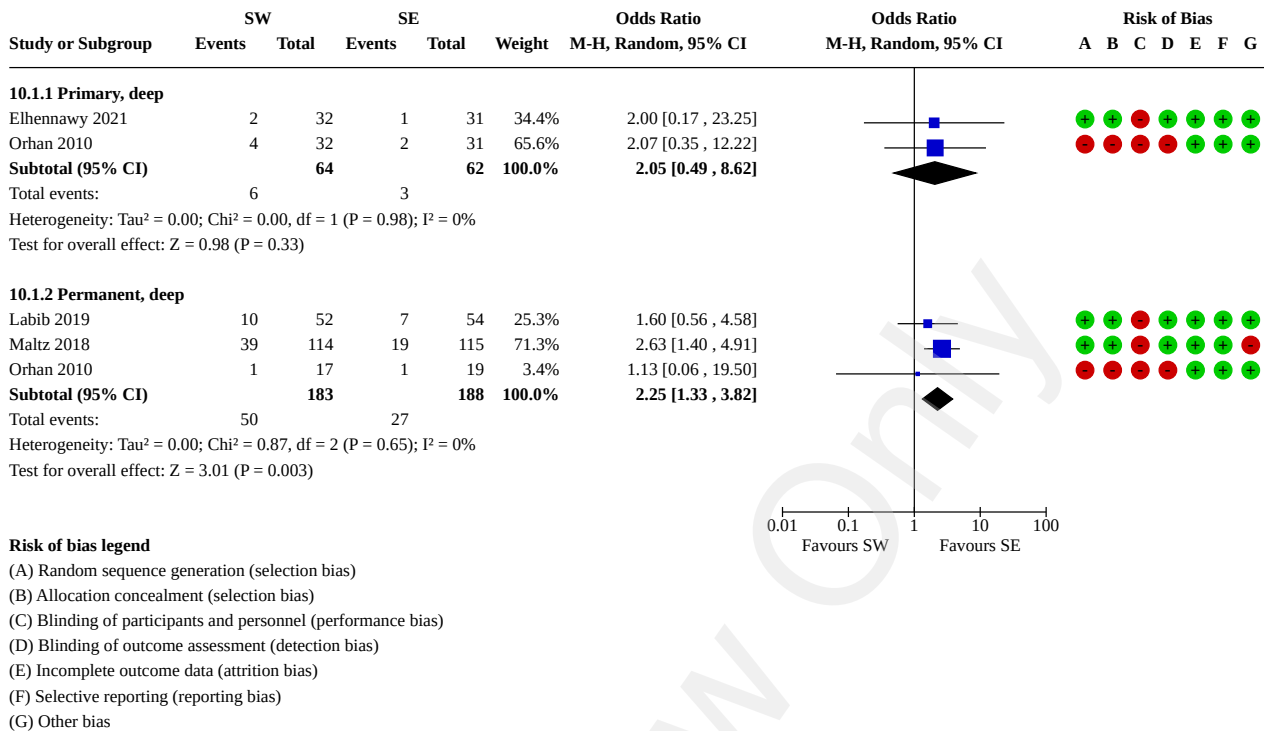 SW SE Odds Ratio Odds Ratio Risk of Bias
Study or Subgroup Events Total Events Total Weight M-H, Random, 95% CI M-H, Random, 95% CI A B C D E F G
10.1.1 Primary, deep
Elhennawy 2021 2 32 1 31 34.4% 2.00 [0.17 , 23.25] + + - + + + +
Orhan 2010 4 32 2 31 65.6% 2.07 [0.35 , 12.22] - - - - + + +
Subtotal (95% CI) 64 62 100.0% 2.05 [0.49 , 8.62]
Total events: 6 3
Heterogeneity: Tau² = 0.00; Chi² = 0.00, df = 1 (P = 0.98); I² = 0%
Test for overall effect: Z = 0.98 (P = 0.33)
10.1.2 Permanent, deep
Labib 2019 10 52 7 54 25.3% 1.60 [0.56 , 4.58] + + - + + + +
Maltz 2018 39 114 19 115 71.3% 2.63 [1.40 , 4.91] + + - + + + -
Orhan 2010 1 17 1 19 3.4% 1.13 [0.06 , 19.50] - - - - + + +
Subtotal (95% CI) 183 188 100.0% 2.25 [1.33 , 3.82]
Total events: 50 27
Heterogeneity: Tau² = 0.00; Chi² = 0.87, df = 2 (P = 0.65); I² = 0%
Test for overall effect: Z = 3.01 (P = 0.003)
0.01 0.1 1 10 100
Favours SW Favours SE
Risk of bias legend
(A) Random sequence generation (selection bias)
(B) Allocation concealment (selection bias)
(C) Blinding of participants and personnel (performance bias)
(D) Blinding of outcome assessment (detection bias)
(E) Incomplete outcome data (attrition bias)
(F) Selective reporting (reporting bias)
(G) Other bias
w Only